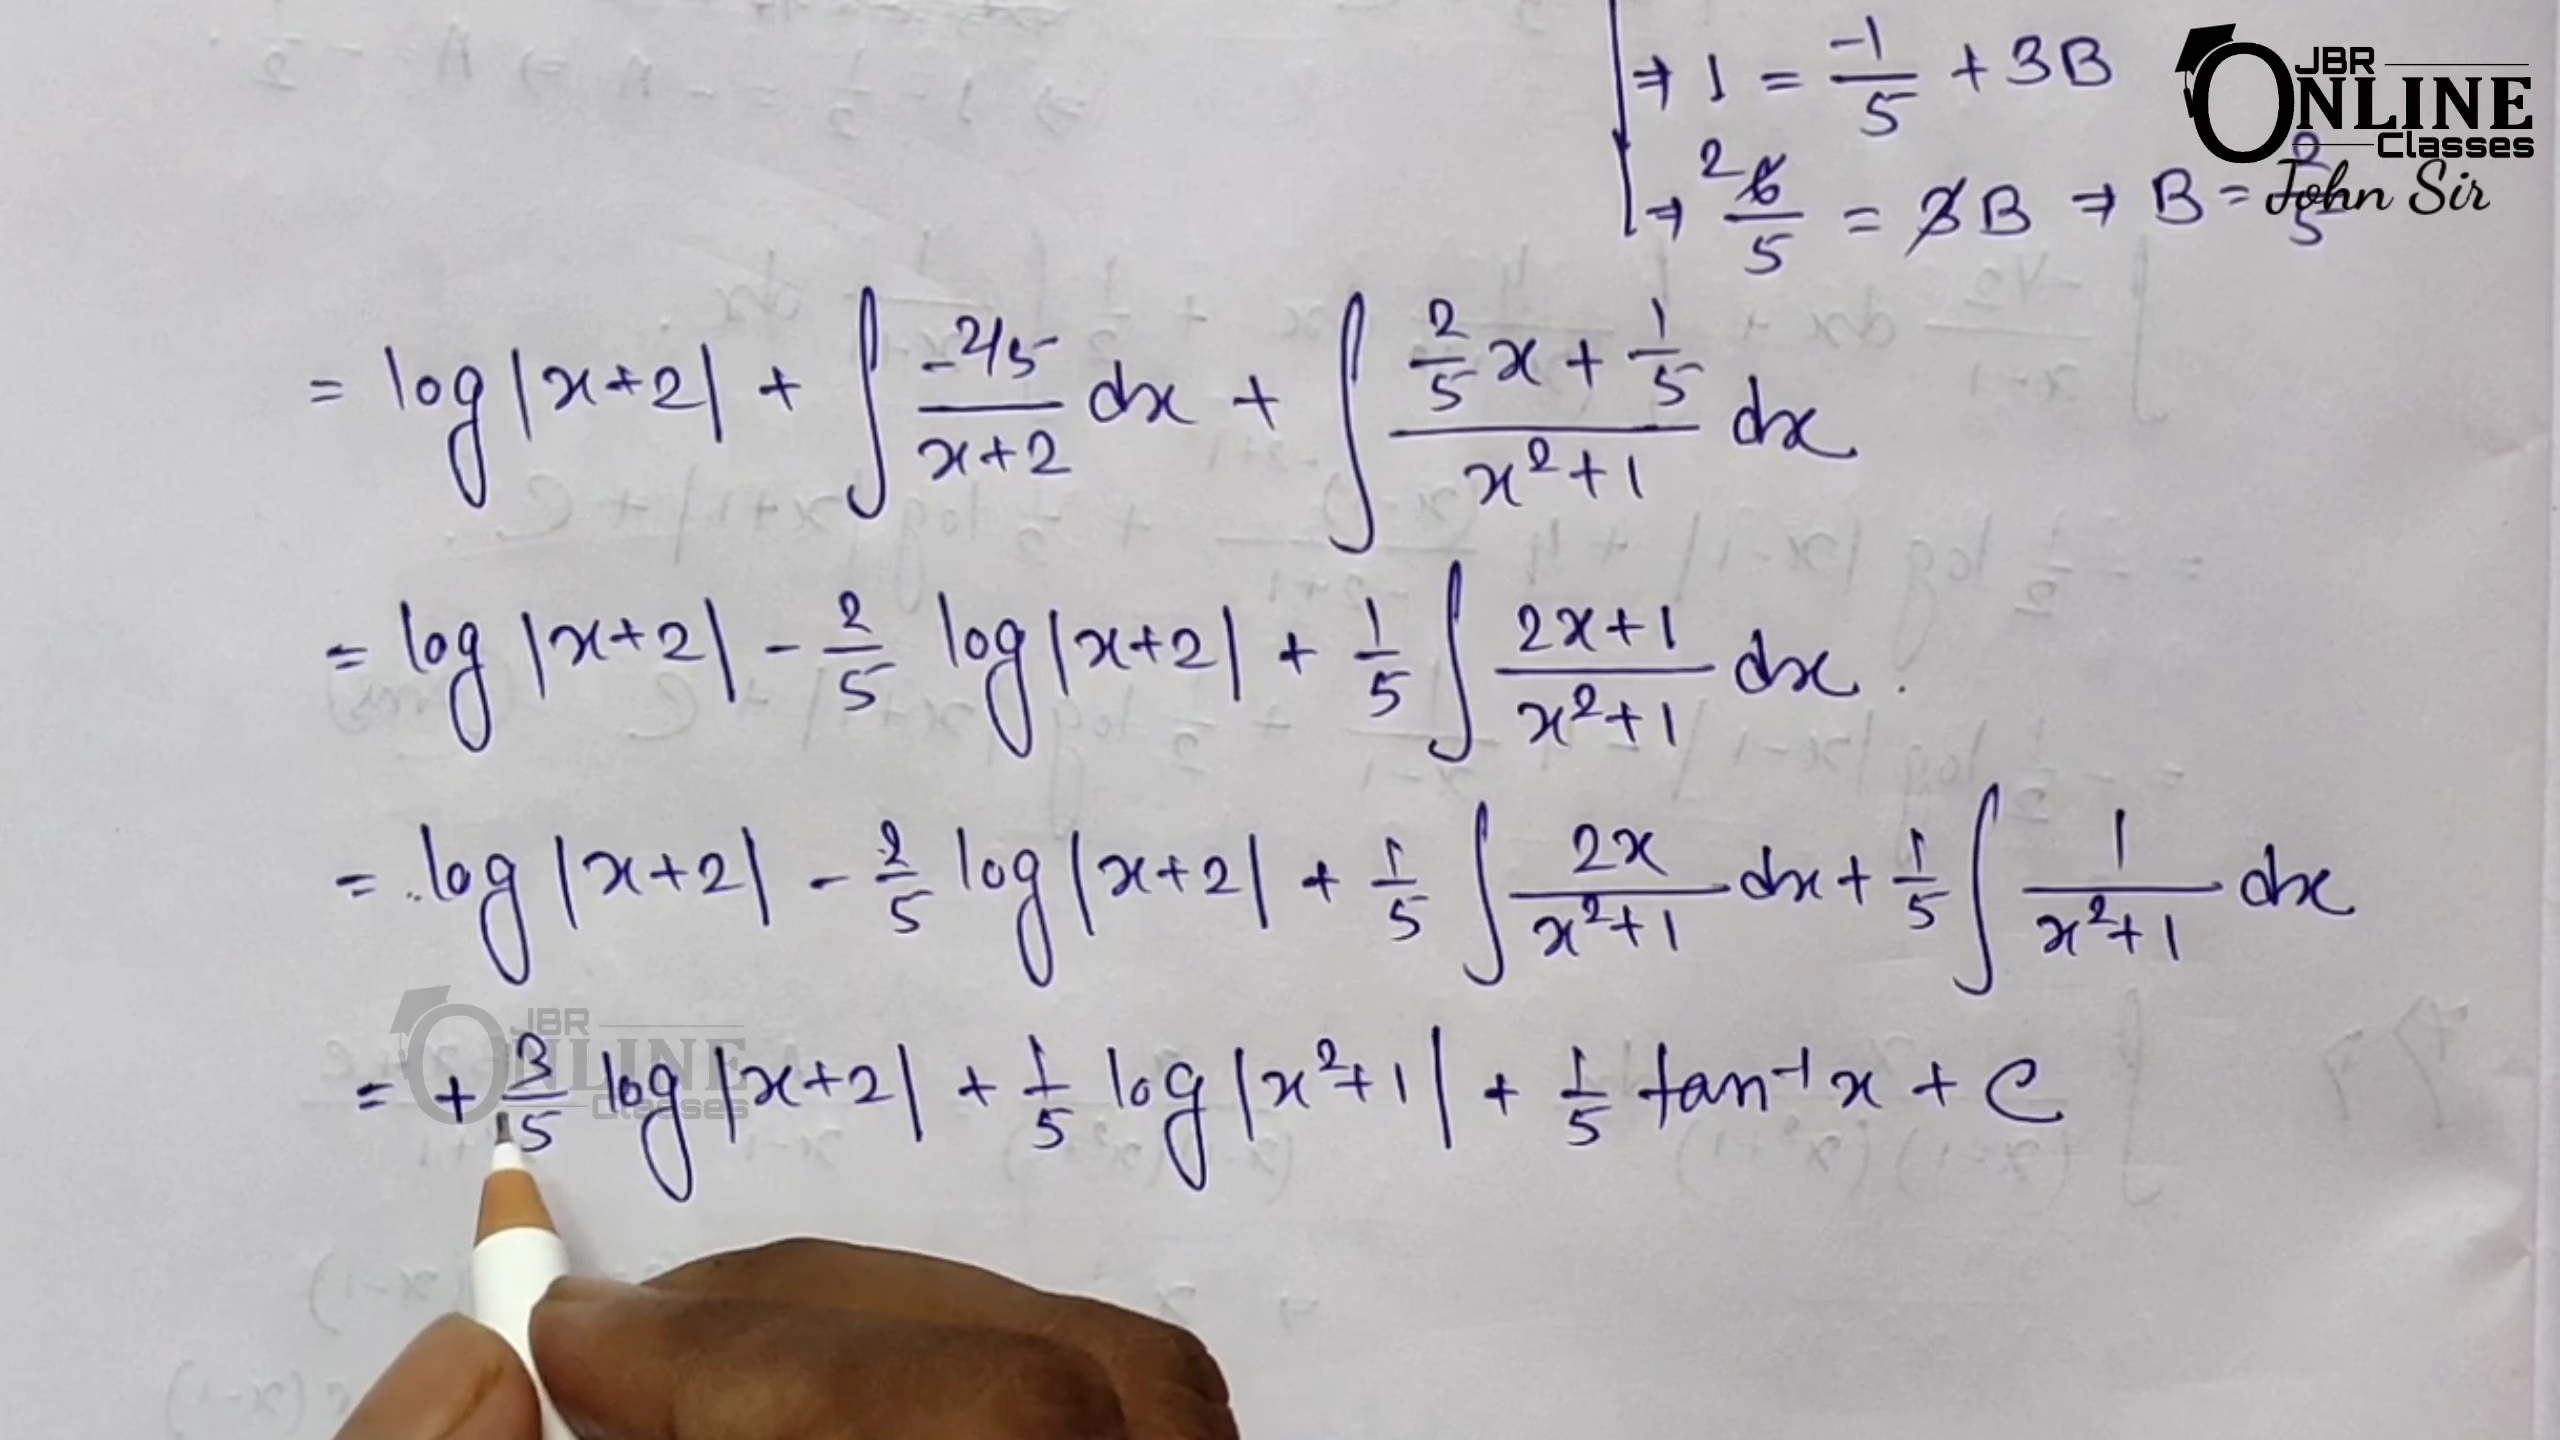 ⇒ 1 = -1/5 + 3B
JBR
ONLINE
Classes
John Sir
⇒ 2 6/5 = 3B ⇒ B = 2/5
= log |x+2| + ∫ (-2/5)/(x+2) dx + ∫ (2/5 x + 1/5)/(x²+1) dx
= log |x+2| - 2/5 log |x+2| + 1/5 ∫ (2x+1)/(x²+1) dx.
= log |x+2| - 2/5 log |x+2| + 1/5 ∫ 2x/(x²+1) dx + 1/5 ∫ 1/(x²+1) dx
JBR
ONLINE
Classes
= + 3/5 log |x+2| + 1/5 log |x²+1| + 1/5 tan⁻¹ x + C